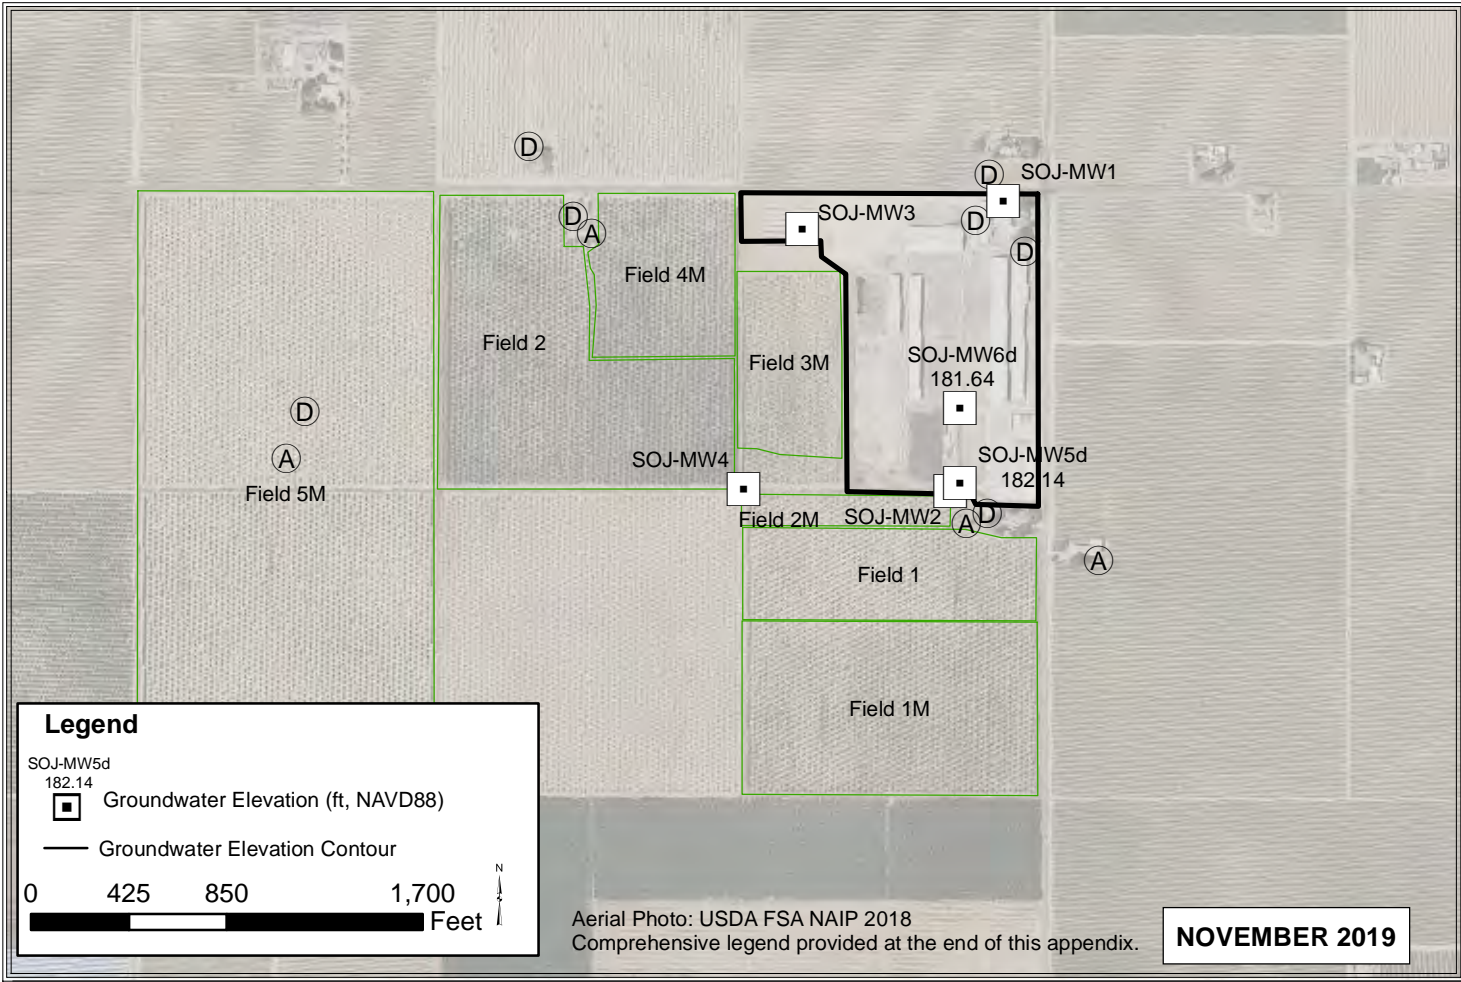 D
D SOJ-MW1
D
A
SOJ-MW3
D
D
Field 4M
Field 2
Field 3M
SOJ-MW6d
181.64
D
A
Field 5M
SOJ-MW4
SOJ-MW5d
182.14
Field 2M
SOJ-MW2
A
D
A
Field 1
Field 1M
Legend
SOJ-MW5d
182.14
Groundwater Elevation (ft, NAVD88)
Groundwater Elevation Contour
N
0 425 850 1,700
Feet
Aerial Photo: USDA FSA NAIP 2018
Comprehensive legend provided at the end of this appendix.
NOVEMBER 2019